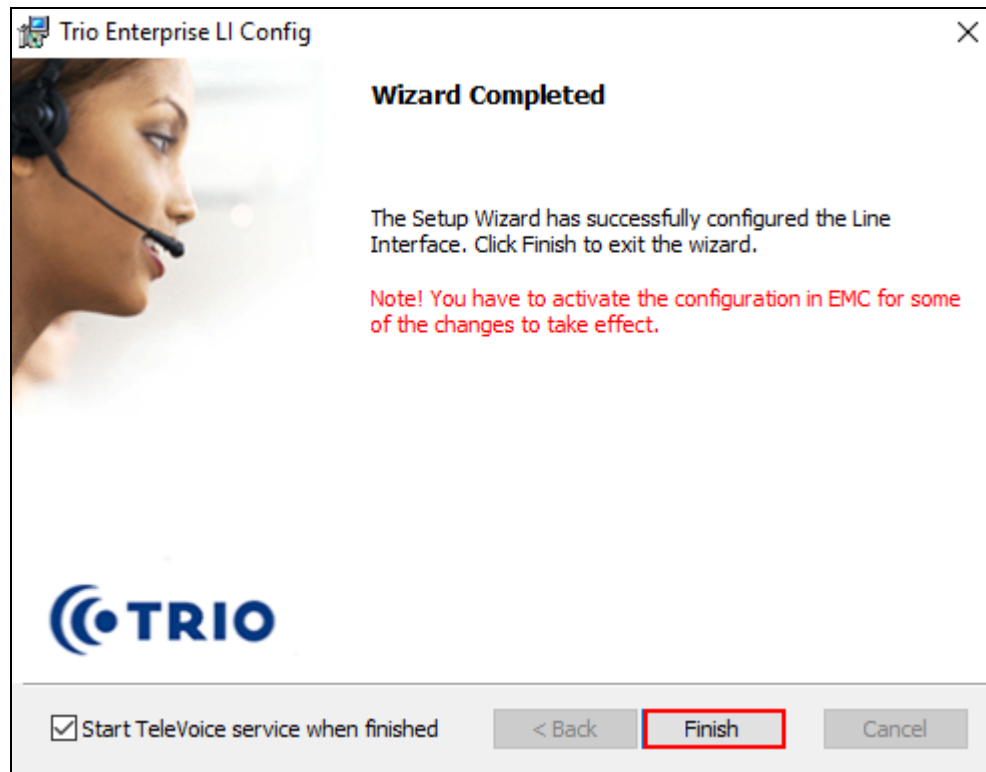 Trio Enterprise LI Config
Wizard Completed
The Setup Wizard has successfully configured the Line
Interface. Click Finish to exit the wizard.
Note! You have to activate the configuration in EMC for some
of the changes to take effect.
TRIO
Start TeleVoice service when finished
< Back
Finish
Cancel